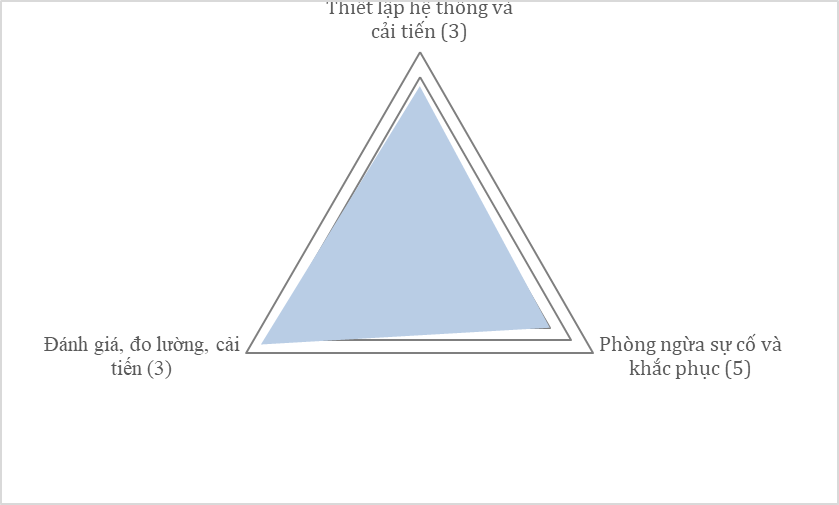 Thiết lập hệ thống và
cải tiến (3)
Đánh giá, đo lường, cải
tiến (3)
Phòng ngừa sự cố và
khắc phục (5)